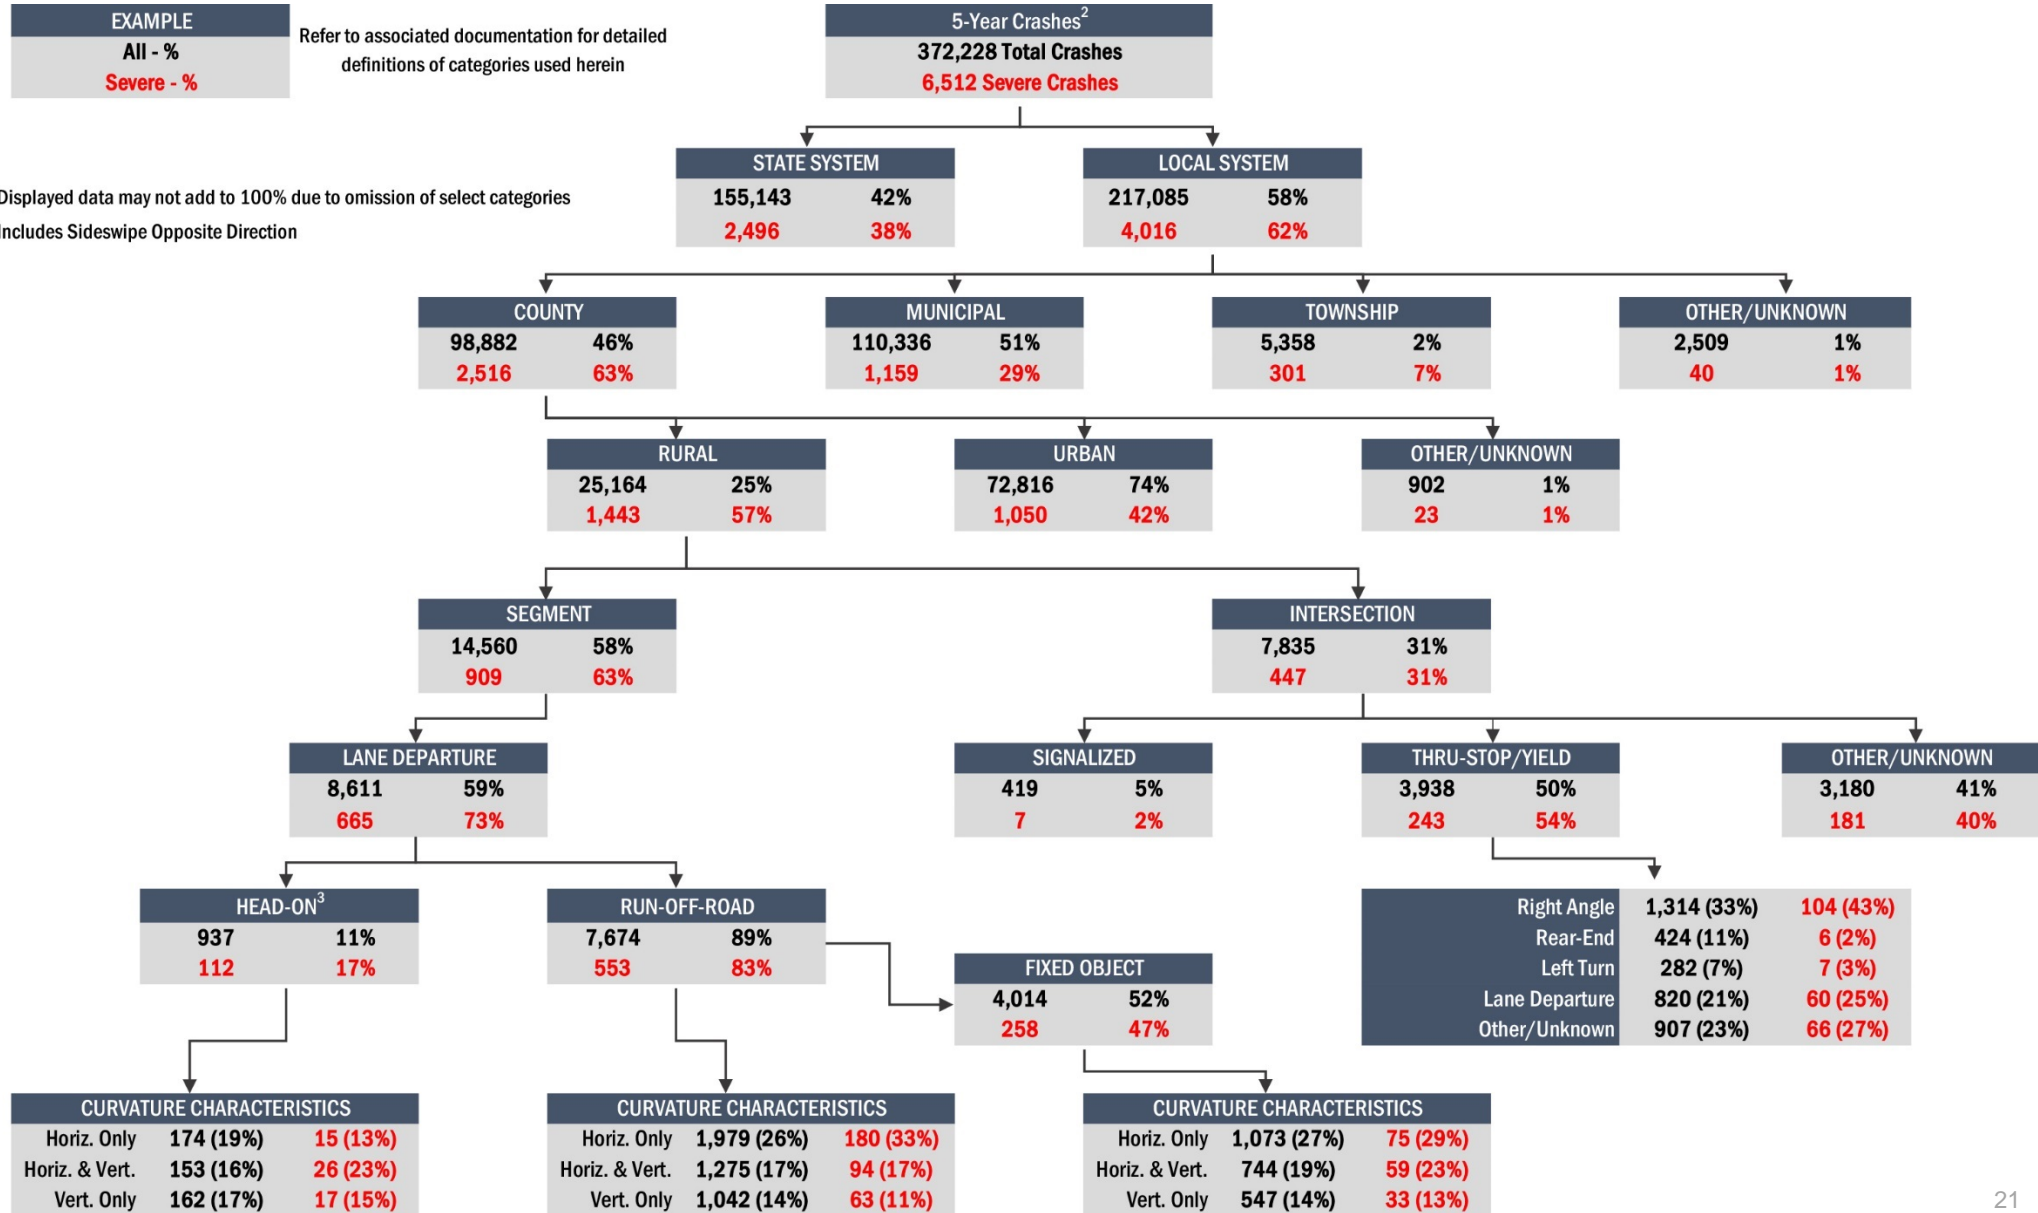 EXAMPLE
All - %
Severe - %
Refer to associated documentation for detailed
definitions of categories used herein
5-Year Crashes2
372,228 Total Crashes
6,512 Severe Crashes
Displayed data may not add to 100% due to omission of select categories
Includes Sideswipe Opposite Direction
STATE SYSTEM
155,143 42%
2,496 38%
LOCAL SYSTEM
217,085 58%
4,016 62%
COUNTY
98,882 46%
2,516 63%
MUNICIPAL
110,336 51%
1,159 29%
TOWNSHIP
5,358 2%
301 7%
OTHER/UNKNOWN
2,509 1%
40 1%
RURAL
25,164 25%
1,443 57%
URBAN
72,816 74%
1,050 42%
OTHER/UNKNOWN
902 1%
23 1%
SEGMENT
14,560 58%
909 63%
INTERSECTION
7,835 31%
447 31%
LANE DEPARTURE
8,611 59%
665 73%
SIGNALIZED
419 5%
7 2%
THRU-STOP/YIELD
3,938 50%
243 54%
OTHER/UNKNOWN
3,180 41%
181 40%
HEAD-ON3
937 11%
112 17%
RUN-OFF-ROAD
7,674 89%
553 83%
FIXED OBJECT
4,014 52%
258 47%
Right Angle 1,314 (33%) 104 (43%)
Rear-End 424 (11%) 6 (2%)
Left Turn 282 (7%) 7 (3%)
Lane Departure 820 (21%) 60 (25%)
Other/Unknown 907 (23%) 66 (27%)
CURVATURE CHARACTERISTICS
Horiz. Only 174 (19%) 15 (13%)
Horiz. & Vert. 153 (16%) 26 (23%)
Vert. Only 162 (17%) 17 (15%)
CURVATURE CHARACTERISTICS
Horiz. Only 1,979 (26%) 180 (33%)
Horiz. & Vert. 1,275 (17%) 94 (17%)
Vert. Only 1,042 (14%) 63 (11%)
CURVATURE CHARACTERISTICS
Horiz. Only 1,073 (27%) 75 (29%)
Horiz. & Vert. 744 (19%) 59 (23%)
Vert. Only 547 (14%) 33 (13%)
21